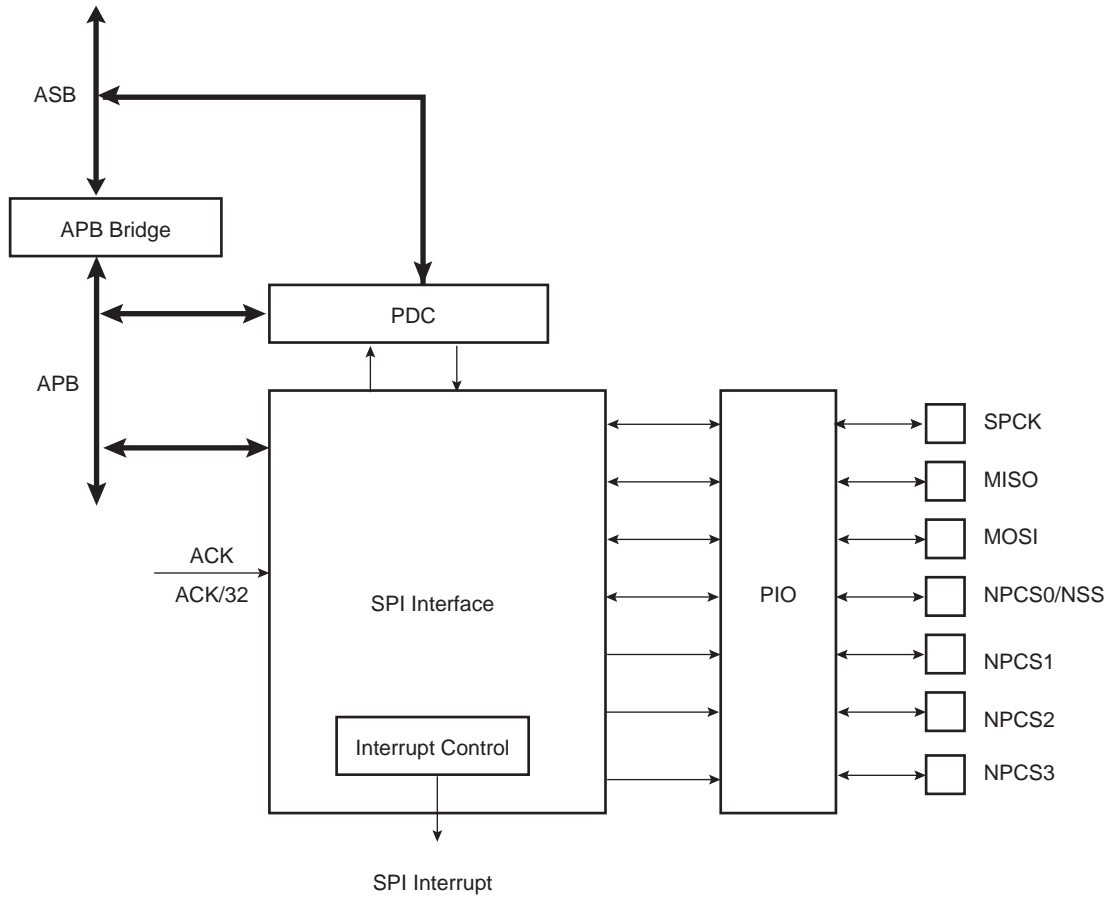 ASB
APB Bridge
PDC
APB
SPCK
MISO
MOSI
ACK
ACK/32
SPI Interface
PIO
NPCS0/NSS
NPCS1
NPCS2
Interrupt Control
NPCS3
SPI Interrupt